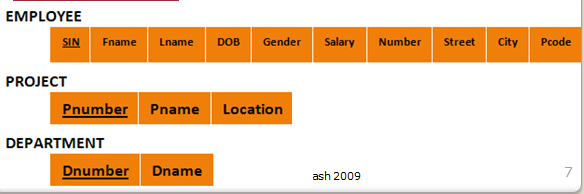 EMPLOYEE
SIN Fname Lname DOB Gender Salary Number Street City Pcode
PROJECT
Pnumber Pname Location
DEPARTMENT
Dnumber Dname
ash 2009 7